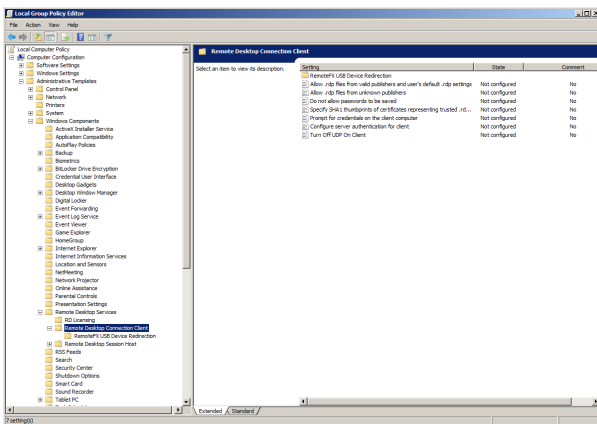 Local Group Policy Editor
File Action View Help
Local Computer Policy
Computer Configuration
Software Settings
Windows Settings
Administrative Templates
Control Panel
Network
Printers
System
Windows Components
ActiveX Installer Service
Application Compatibility
AutoPlay Policies
Backup
Biometrics
BitLocker Drive Encryption
Credential User Interface
Desktop Gadgets
Desktop Window Manager
Digital Locker
Event Forwarding
Event Log Service
Event Viewer
Game Explorer
HomeGroup
Internet Explorer
Internet Information Services
Location and Sensors
NetMeeting
Network Projector
Online Assistance
Parental Controls
Presentation Settings
Remote Desktop Services
RD Licensing
Remote Desktop Connection Client
RemoteFX USB Device Redirection
Remote Desktop Session Host
RSS Feeds
Search
Security Center
Shutdown Options
Smart Card
Sound Recorder
Tablet PC
Remote Desktop Connection Client
Select an item to view its description.
Setting State Comment
RemoteFX USB Device Redirection
Allow .rdp files from valid publishers and user's default .rdp settings Not configured No
Allow .rdp files from unknown publishers Not configured No
Do not allow passwords to be saved Not configured No
Specify SHA1 thumbprints of certificates representing trusted .rd... Not configured No
Prompt for credentials on the client computer Not configured No
Configure server authentication for client Not configured No
Turn Off UDP On Client Not configured No
Extended Standard
7 setting(s)